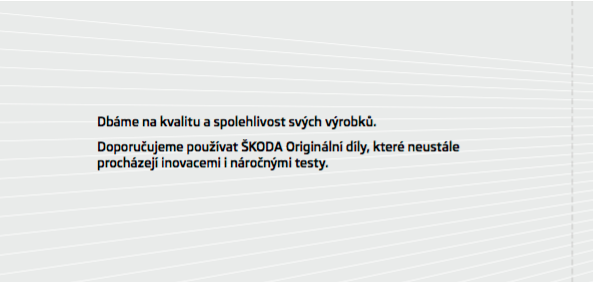 Dbáme na kvalitu a spolehlivost svých výrobků.
Doporučujeme používat ŠKODA Originální díly, které neustále
procházejí inovacemi i náročnými testy.